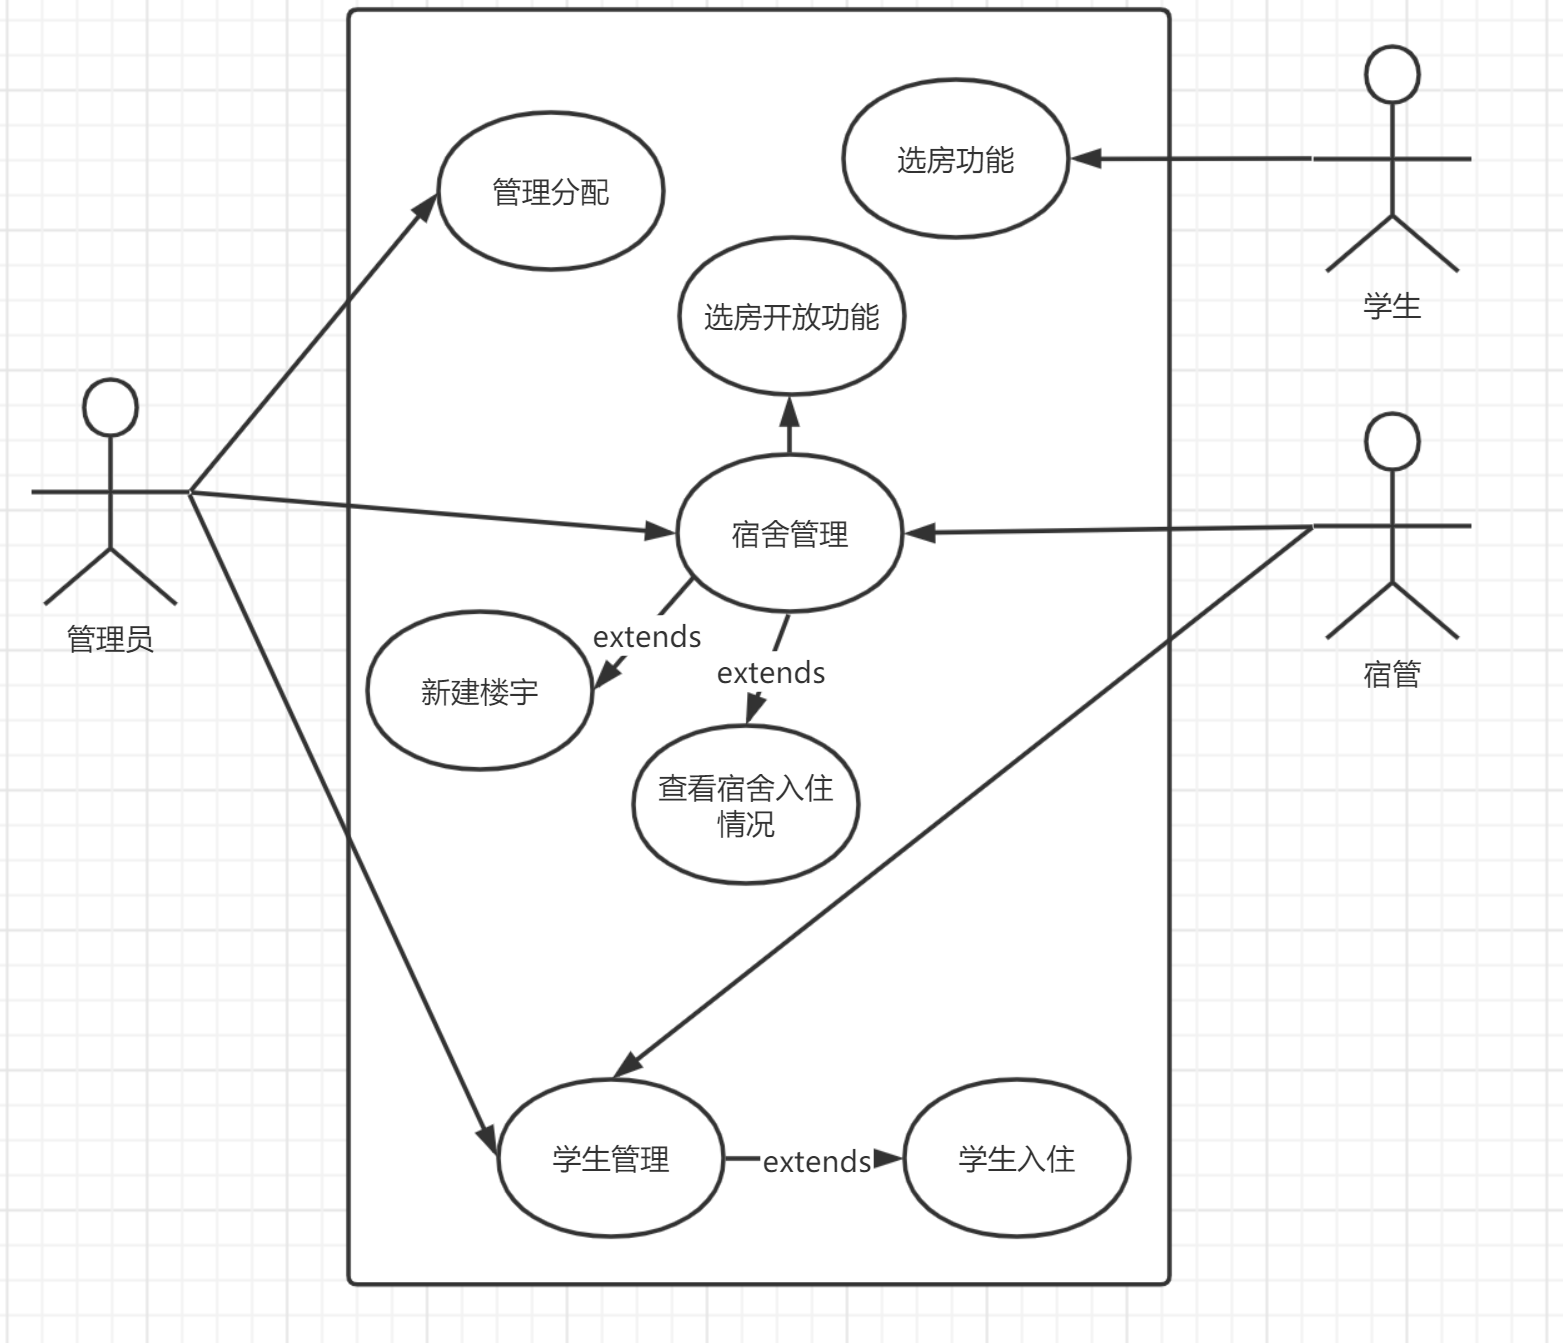 选房功能
管理分配
学生
选房开放功能
宿舍管理
管理员
extends
宿管
extends
新建楼宇
查看宿舍入住
情况
学生管理
extends
学生入住